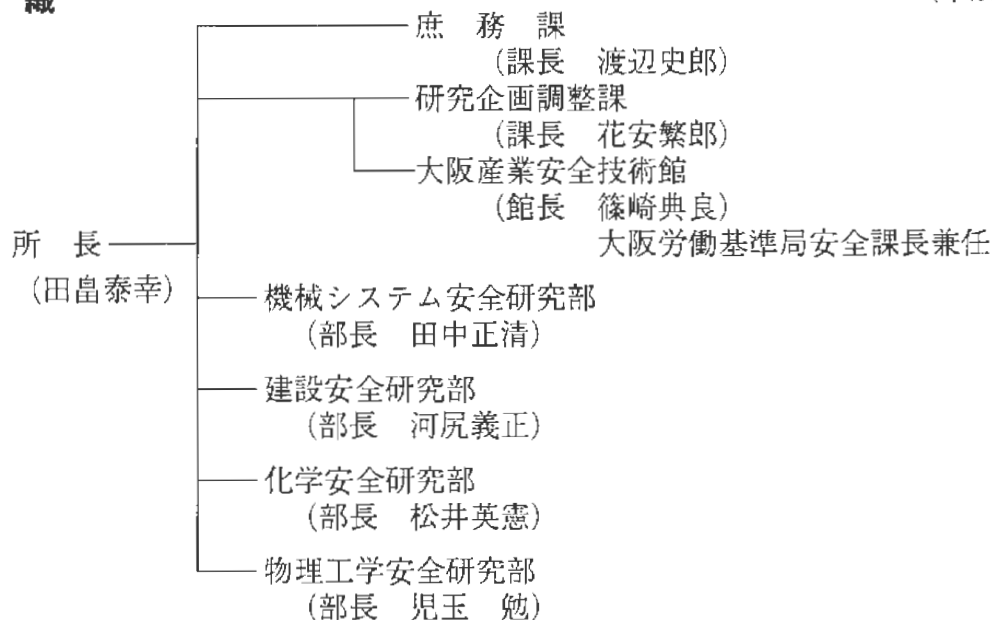 織
庶　務　課
(課長　渡辺史郎)
研究企画調整課
(課長　花安繁郎)
大阪産業安全技術館
(館長　篠崎典良)
大阪労働基準局安全課長兼任
所　長
(田畠泰幸)
機械システム安全研究部
(部長　田中正清)
建設安全研究部
(部長　河尻義正)
化学安全研究部
(部長　松井英憲)
物理工学安全研究部
(部長　児玉　勉)